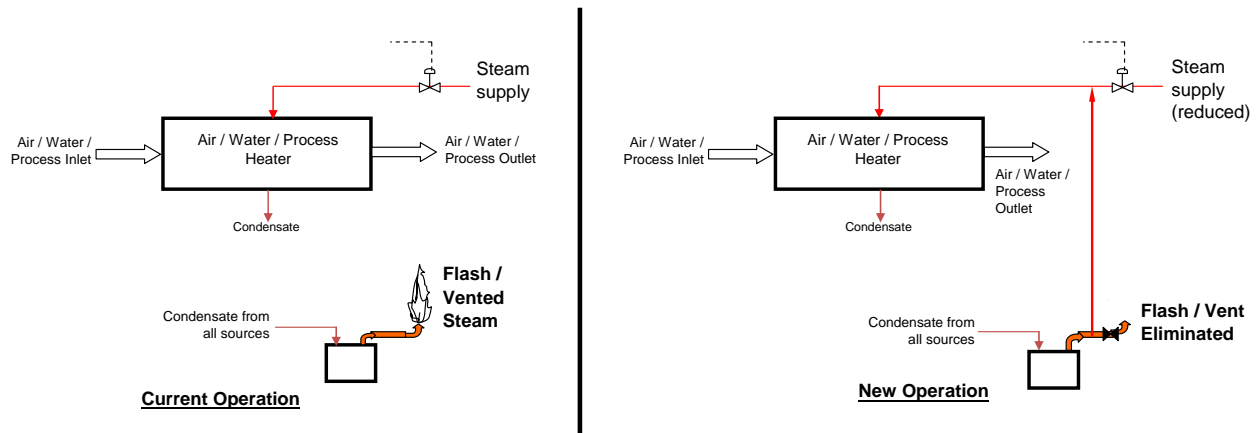 Steam
supply
Air / Water /
Process Inlet
Air / Water / Process
Heater
Air / Water /
Process Outlet
Condensate
Flash /
Vented
Steam
Condensate from
all sources
Current Operation
Steam
supply
(reduced)
Air / Water /
Process Inlet
Air / Water / Process
Heater
Air / Water /
Process
Outlet
Condensate
Flash / Vent
Eliminated
Condensate from
all sources
New Operation